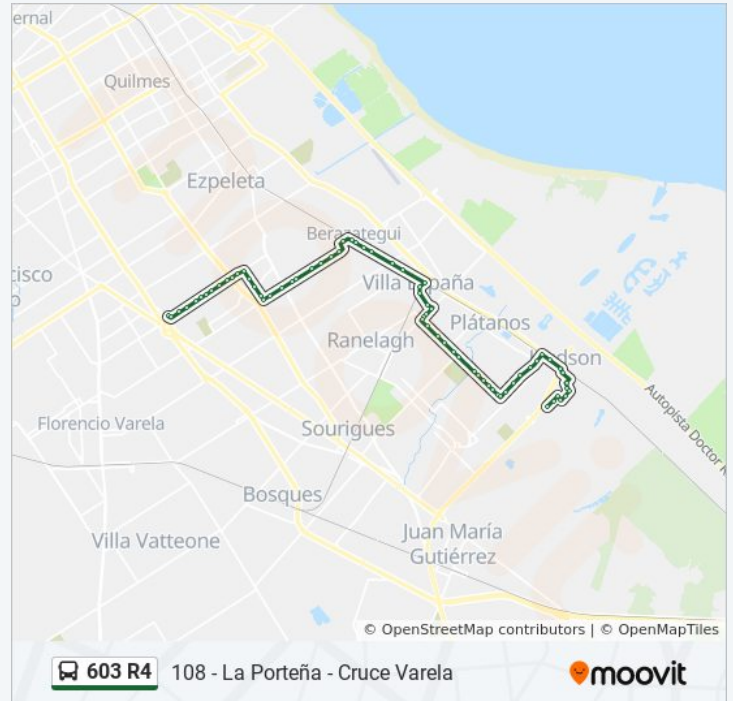 ernal
Quilmes
Ezpeleta
Berazategui
cisco
o
Villa España
Plátanos
Ranelagh
Hudson
Autopista Doctor R
Florencio Varela
Sourigues
Bosques
Villa Vatteone
Juan María
Gutiérrez
© OpenStreetMap contributors | © OpenMapTiles
603 R4 108 - La Porteña - Cruce Varela
moovit